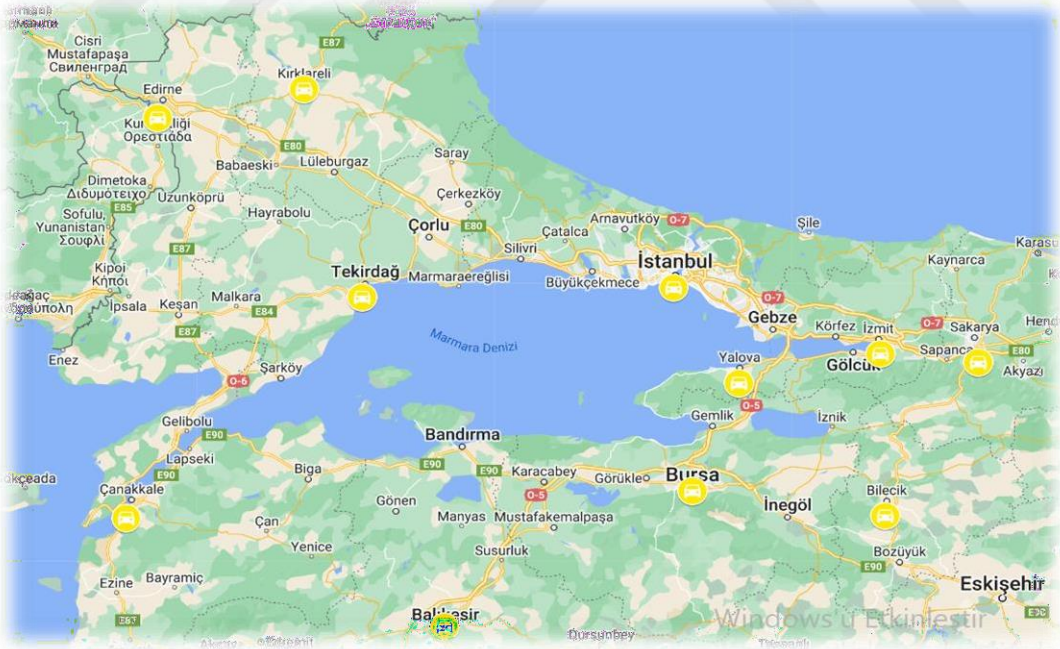 Cisri
Mustafapaşa
Свиленград
E87
Kırklareli
Edirne
Ορεστιάδα
E80
Babaeski
Lüleburgaz
Saray
Dimetoka
Διδυμότειχο
E85
Uzunköprü
Çerkezköy
Sofulu,
Yunanistan
Σουφλί
Hayrabolu
Çorlu
E80
Çatalca
Arnavutköy
O-7
Şile
E87
Silivri
İstanbul
Karasu
Kipoi
Κήποι
Tekirdağ
Marmaraereğlisi
Büyükçekmece
Kaynarca
İpsala
Keşan
Malkara
E84
O-7
Gebze
Körfez
İzmit
O-7
Sakarya
E87
Marmara Denizi
Enez
Şarköy
Yalova
Gölcük
Sapanca
E80
Akyazı
O-6
O-5
Gelibolu
E90
Gemlik
İznik
Bandırma
Lapseki
E90
Biga
E90
E90
Karacabey
Görükle
Bursa
Çanakkale
O-5
Bilecik
Gönen
İnegöl
Çan
Manyas
Mustafakemalpaşa
Yenice
Susurluk
Bozüyük
E90
Ezine
Bayramiç
Eskişehir
E87
Balıkesir
Windows'u Etkinleştir
Dursunbey